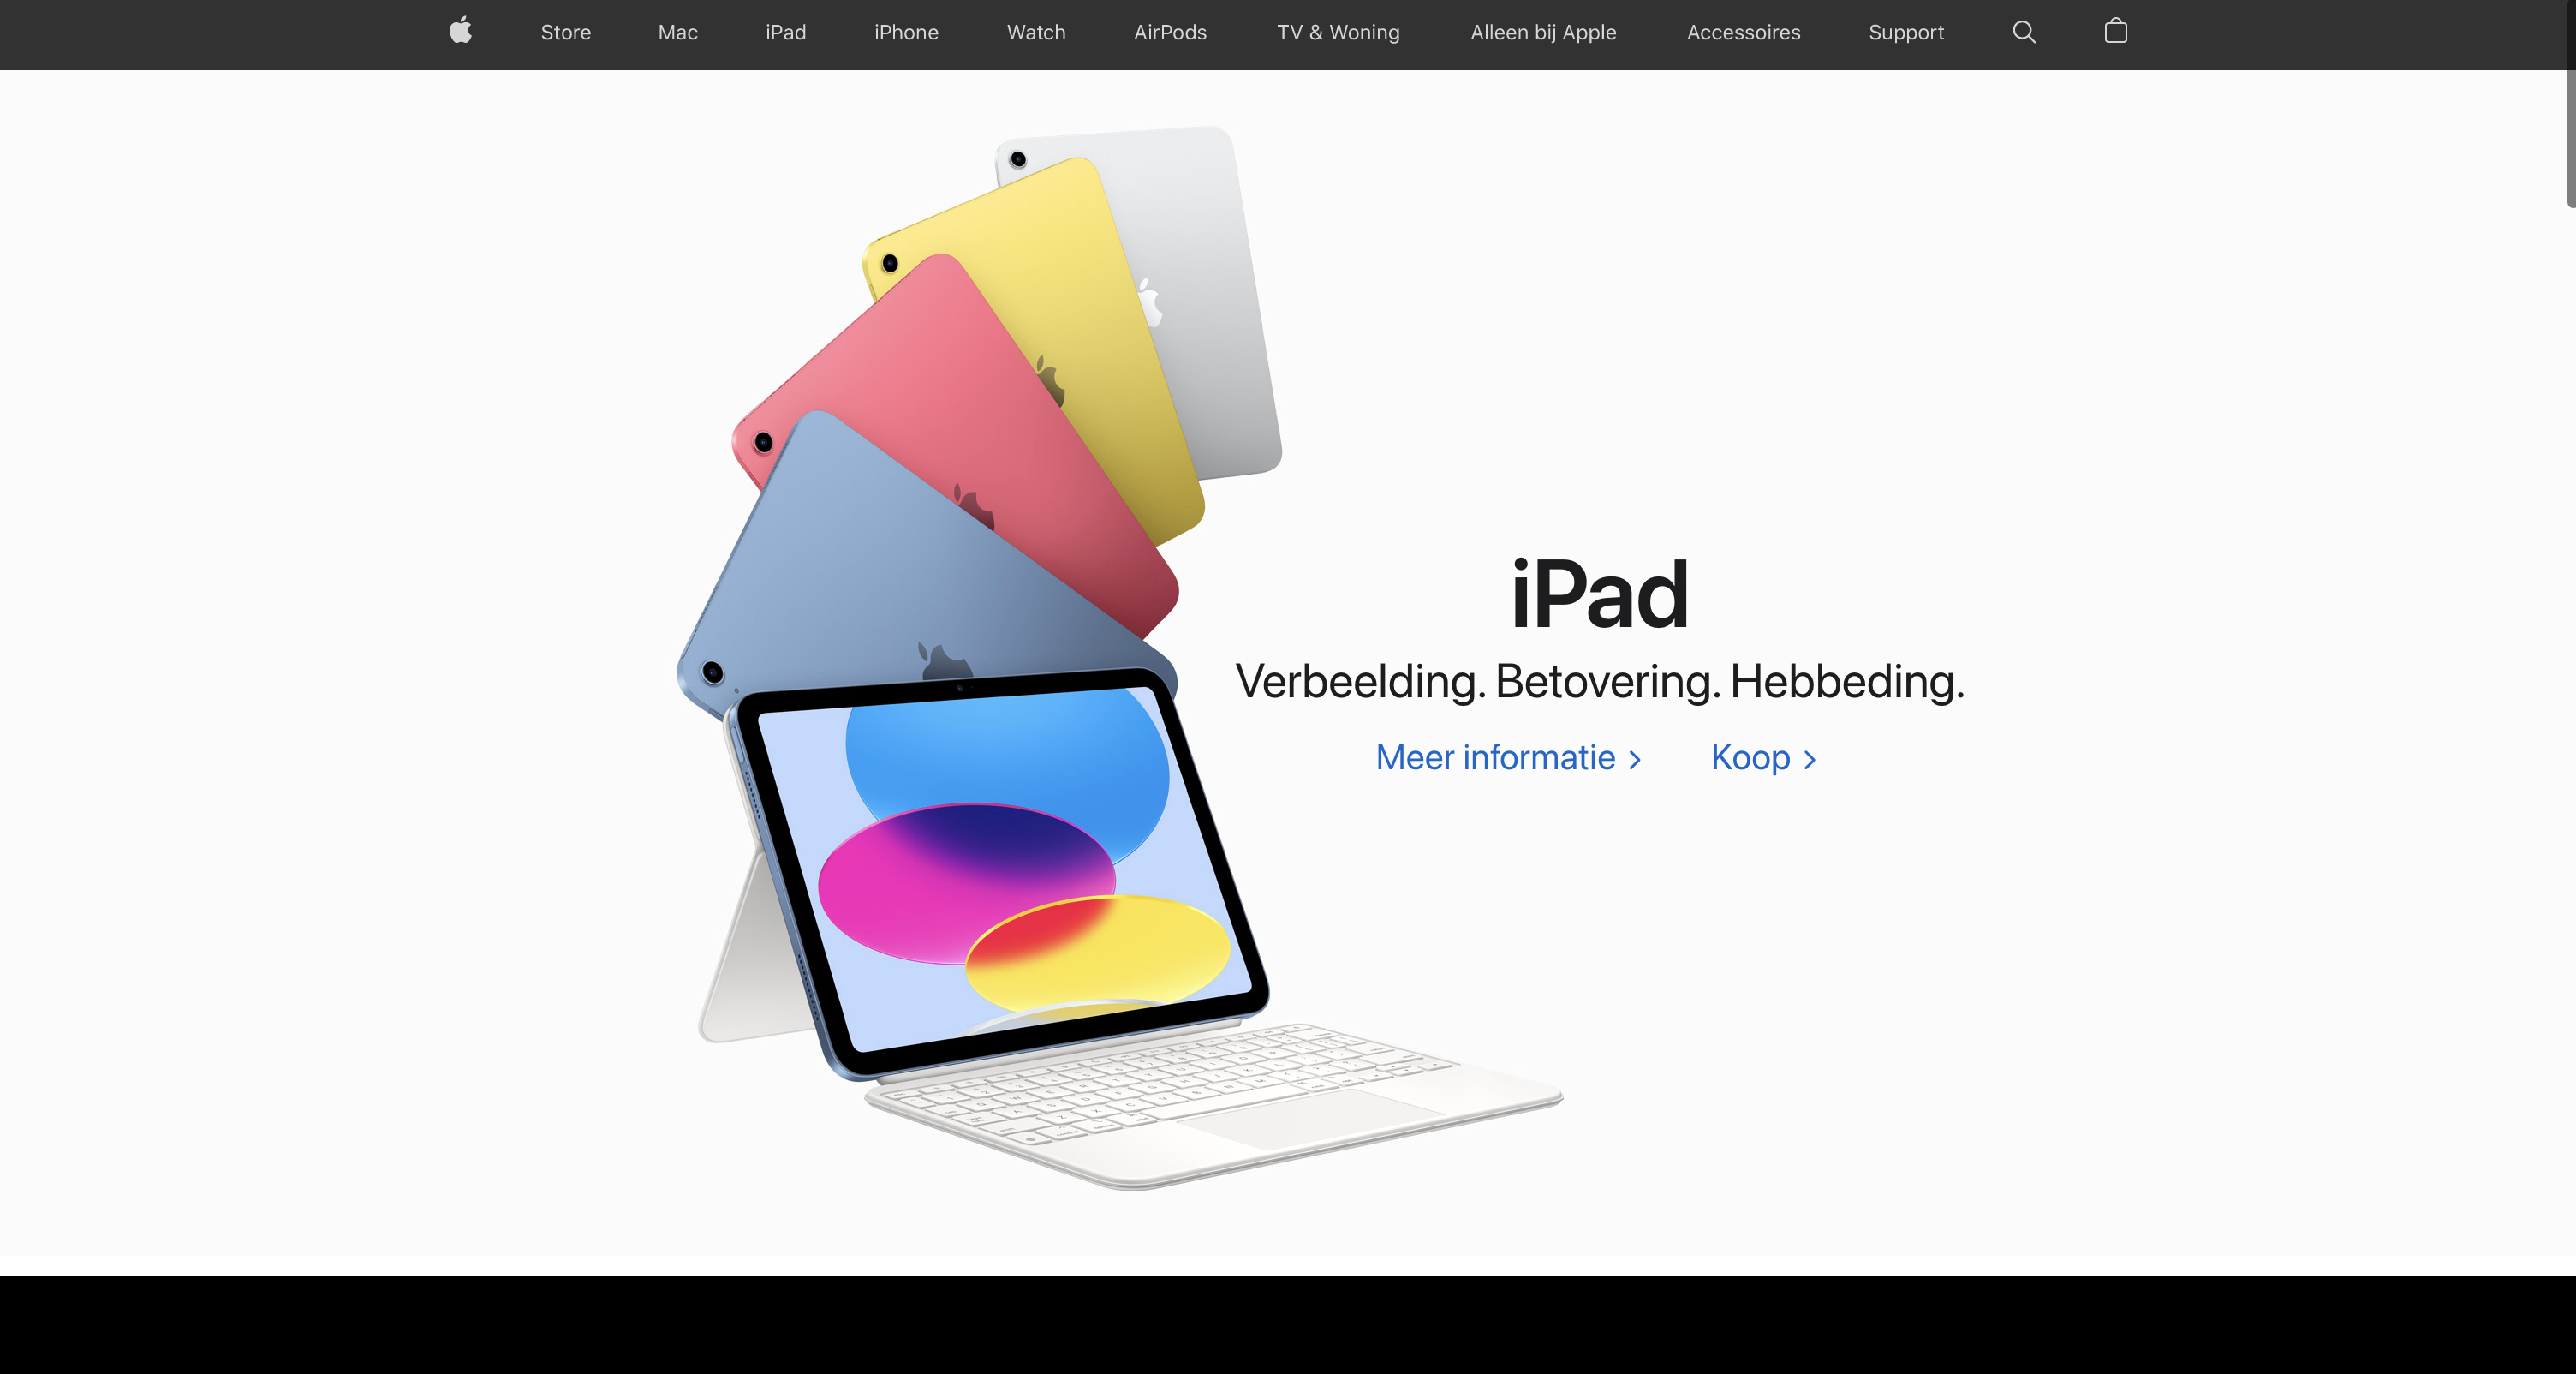 Store Mac iPad iPhone Watch AirPods TV & Woning Alleen bij Apple Accessoires Support
iPad
Verbeelding. Betovering. Hebbeding.
Meer informatie > Koop >